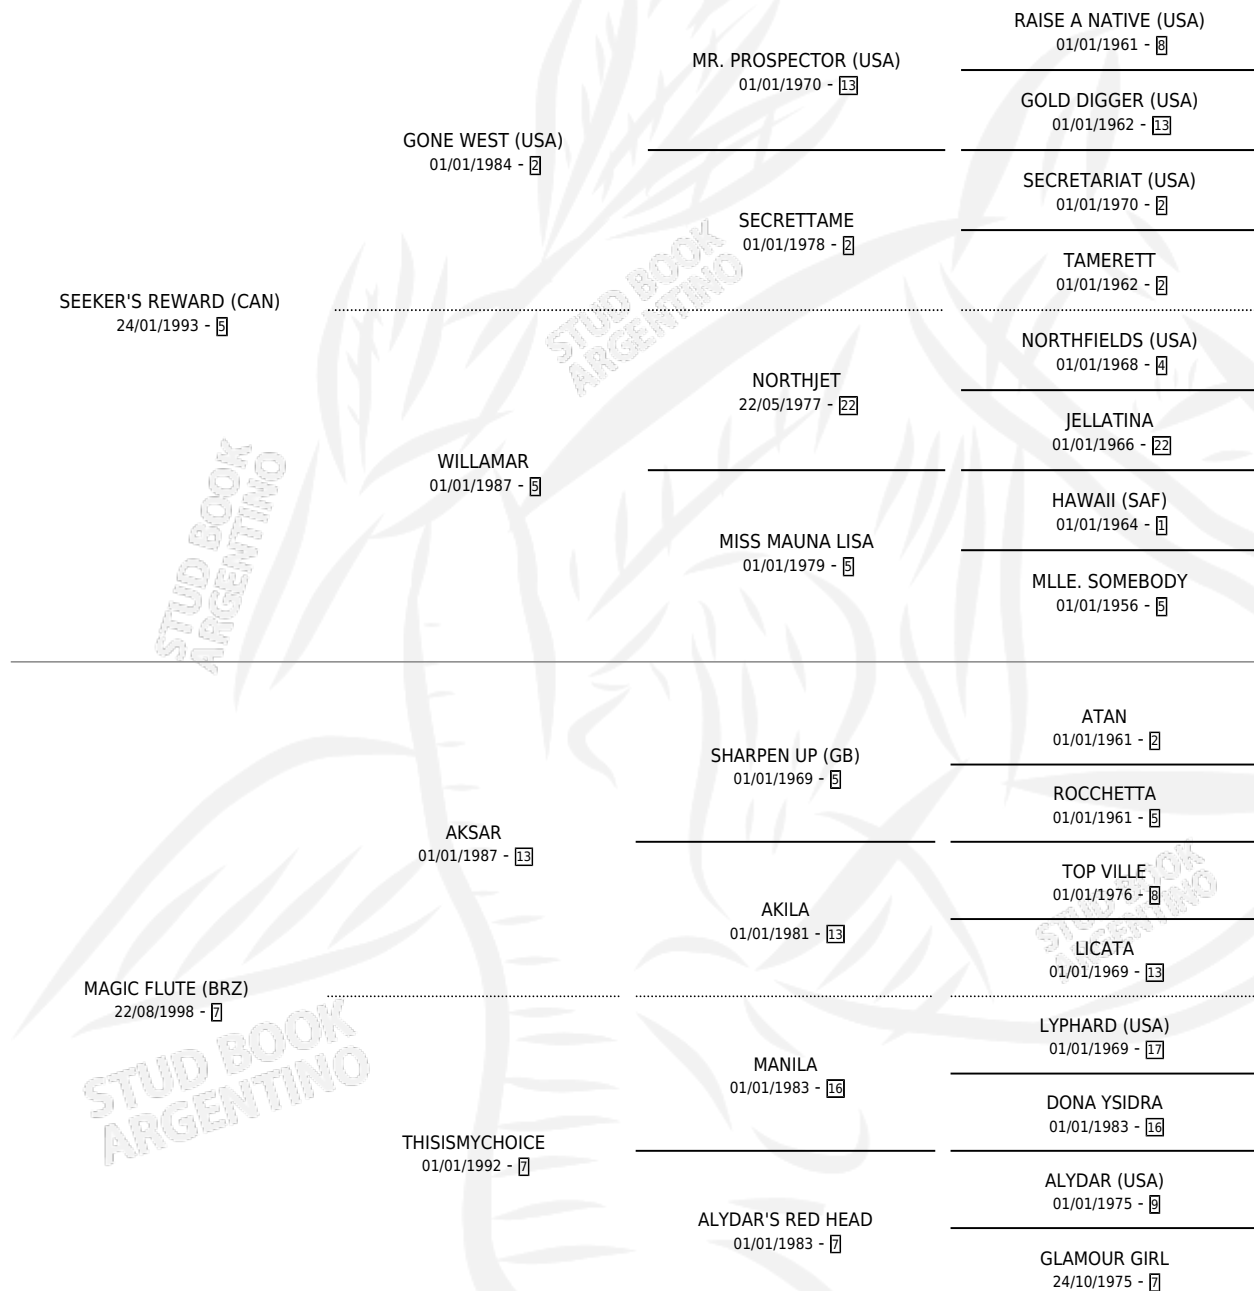 RAISE A NATIVE (USA)
01/01/1961 - 8
MR. PROSPECTOR (USA)
01/01/1970 - 13
GOLD DIGGER (USA)
01/01/1962 - 13
GONE WEST (USA)
01/01/1984 - 2
SECRETARIAT (USA)
01/01/1970 - 2
SECRETTAME
01/01/1978 - 2
TAMERETT
01/01/1962 - 2
SEEKER'S REWARD (CAN)
24/01/1993 - 5
NORTHFIELDS (USA)
01/01/1968 - 4
NORTHJET
22/05/1977 - 22
JELLATINA
01/01/1966 - 22
WILLAMAR
01/01/1987 - 5
HAWAII (SAF)
01/01/1964 - 1
MISS MAUNA LISA
01/01/1979 - 5
MLLE. SOMEBODY
01/01/1956 - 5
ATAN
01/01/1961 - 2
SHARPEN UP (GB)
01/01/1969 - 5
ROCCHETTA
01/01/1961 - 5
AKSAR
01/01/1987 - 13
TOP VILLE
01/01/1976 - 8
AKILA
01/01/1981 - 13
LICATA
01/01/1969 - 13
MAGIC FLUTE (BRZ)
22/08/1998 - 7
LYPHARD (USA)
01/01/1969 - 17
MANILA
01/01/1983 - 16
DONA YSIDRA
01/01/1983 - 16
THISISMYCHOICE
01/01/1992 - 7
ALYDAR (USA)
01/01/1975 - 9
ALYDAR'S RED HEAD
01/01/1983 - 7
GLAMOUR GIRL
24/10/1975 - 7
STUD BOOK
ARGENTINO
STUD BOOK
ARGENTINO
STUD BOOK
ARGENTINO
STUD BOOK
ARGENTINO